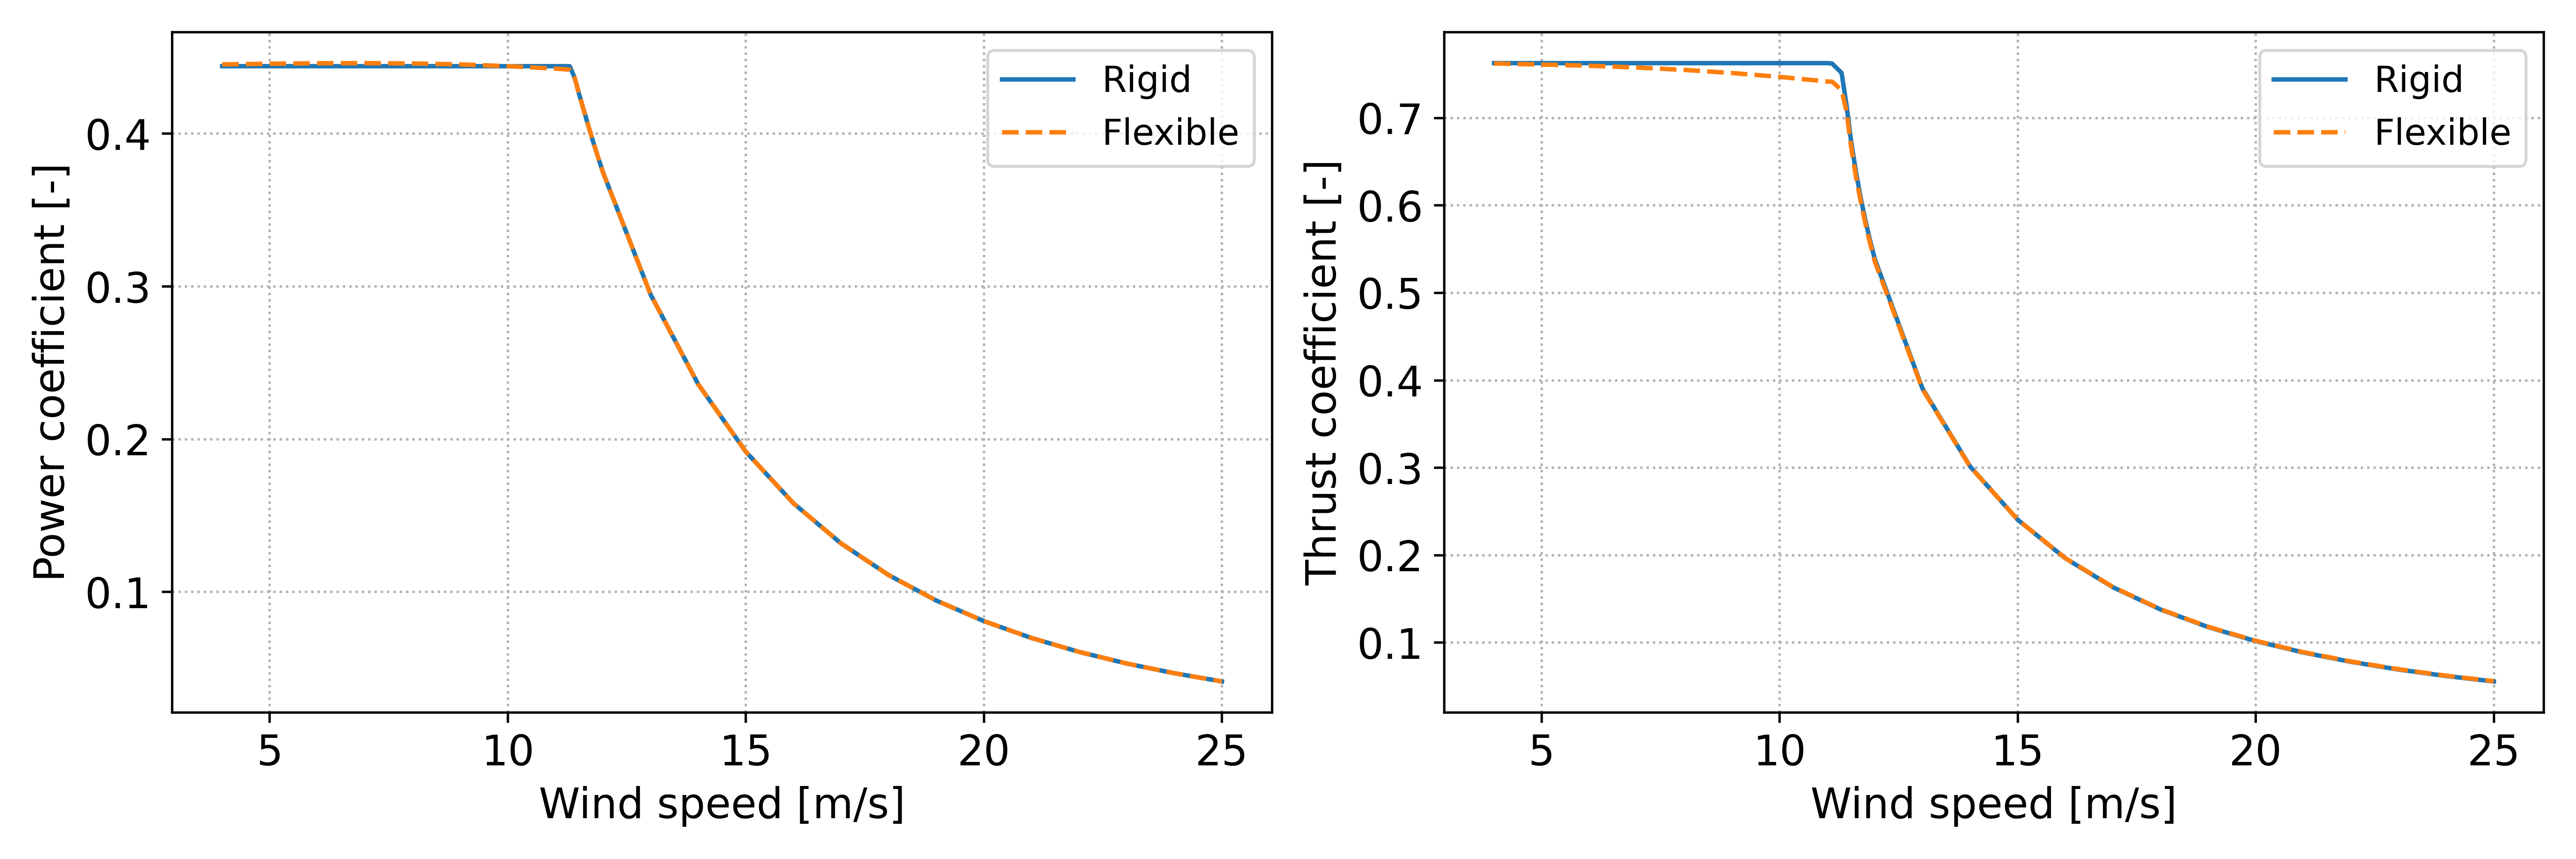 Power coefficient [-]
0.4
0.3
0.2
0.1
5 10 15 20 25
Wind speed [m/s]
Rigid
Flexible
Thrust coefficient [-]
0.7
0.6
0.5
0.4
0.3
0.2
0.1
5 10 15 20 25
Wind speed [m/s]
Rigid
Flexible